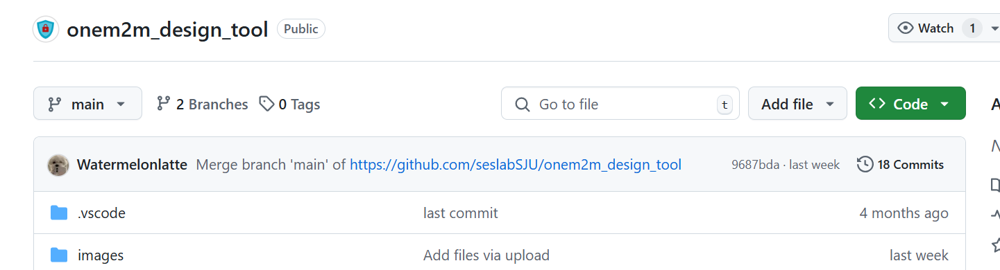 onem2m_design_tool Public Watch 1
main 2 Branches 0 Tags Go to file t Add file Code
Watermelonlatte Merge branch 'main' of https://github.com/seslabSJU/onem2m_design_tool 9687bda · last week 18 Commits
.vscode last commit 4 months ago
images Add files via upload last week